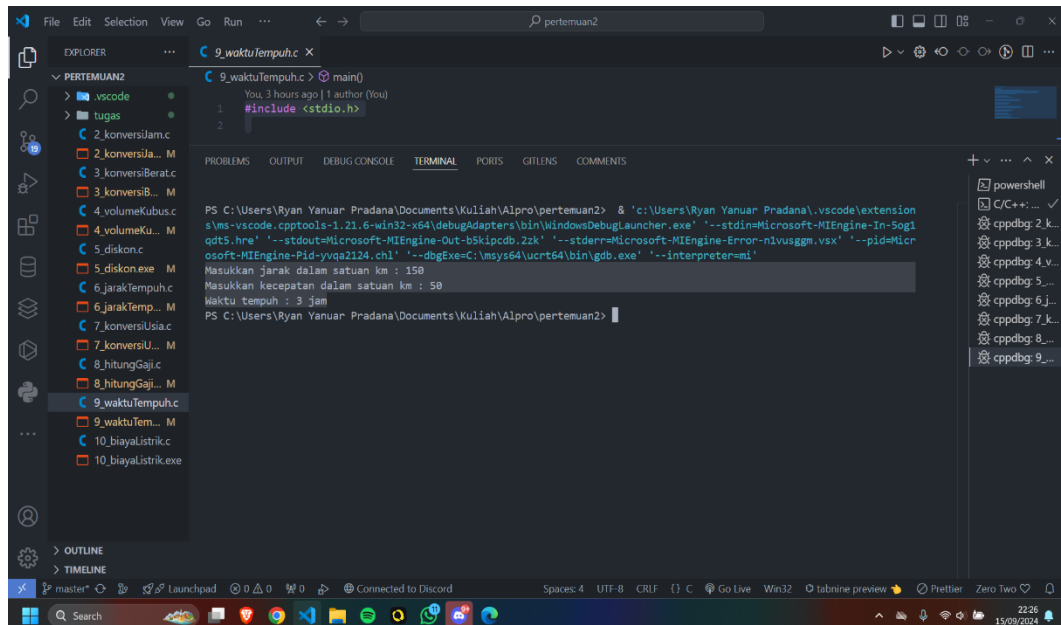 File Edit Selection View Go Run ··· pertemuan2
EXPLORER ···
PERTEMUAN2
.vscode
tugas
2_konversiJam.c
2_konversiJa... M
3_konversiBerat.c
3_konversiB... M
4_volumeKubus.c
4_volumeKu... M
5_diskon.c
5_diskon.exe M
6_jarakTempuh.c
6_jarakTemp... M
7_konversiUsia.c
7_konversiU... M
8_hitungGaji.c
8_hitungGaji... M
9_waktuTempuh.c
9_waktuTem... M
10_biayaListrik.c
10_biayaListrik.exe
OUTLINE
TIMELINE
19
9_waktuTempuh.c ×
9_waktuTempuh.c > main()
You, 3 hours ago | 1 author (You)
1 #include <stdio.h>
2
PROBLEMS OUTPUT DEBUG CONSOLE TERMINAL PORTS GITLENS COMMENTS
PS C:\Users\Ryan Yanuar Pradana\Documents\Kuliah\Alpro\pertemuan2> & 'c:\Users\Ryan Yanuar Pradana\.vscode\extension
s\ms-vscode.cpptools-1.21.6-win32-x64\debugAdapters\bin\WindowsDebugLauncher.exe' '--stdin=Microsoft-MIEngine-In-5og1
qdt5.hre' '--stdout=Microsoft-MIEngine-Out-b5kipcdb.2zk' '--stderr=Microsoft-MIEngine-Error-n1vusggm.vsx' '--pid=Micr
osoft-MIEngine-Pid-yvqa2124.chl' '--dbgExe=C:\msys64\ucrt64\bin\gdb.exe' '--interpreter=mi'
Masukkan jarak dalam satuan km : 150
Masukkan kecepatan dalam satuan km : 50
Waktu tempuh : 3 jam
PS C:\Users\Ryan Yanuar Pradana\Documents\Kuliah\Alpro\pertemuan2>
powershell
C/C++: ...
cppdbg: 2_k...
cppdbg: 3_k...
cppdbg: 4_v...
cppdbg: 5_...
cppdbg: 6_j...
cppdbg: 7_k...
cppdbg: 8_...
cppdbg: 9_...
master* Launchpad 0 0 0 Connected to Discord Spaces: 4 UTF-8 CRLF {} C Go Live Win32 tabnine preview Prettier Zero Two
Search 22:26
15/09/2024